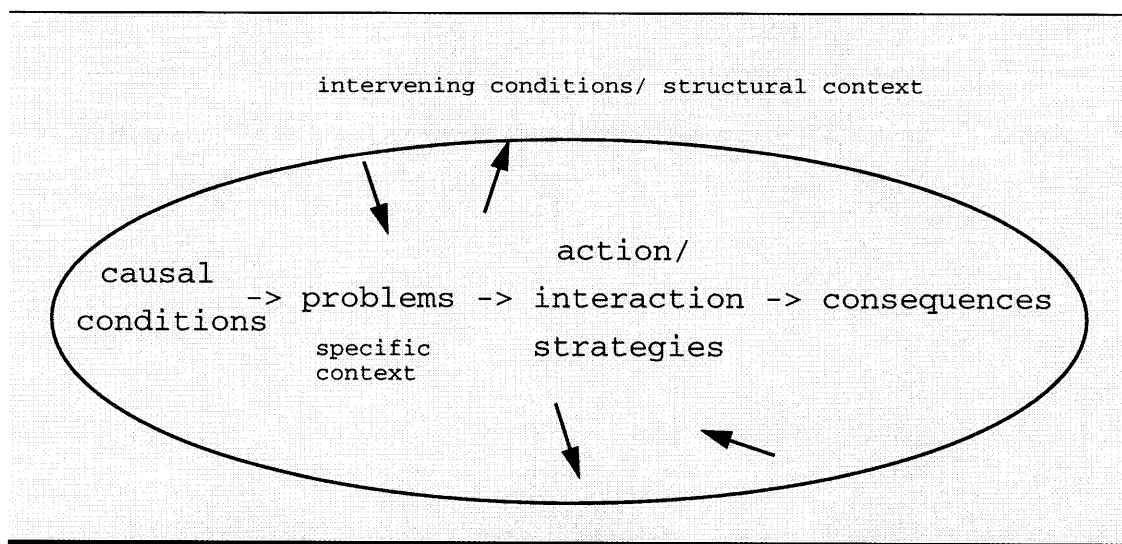 intervening conditions/ structural context
causal
conditions
-> problems -> interaction -> consequences
action/
strategies
specific
context